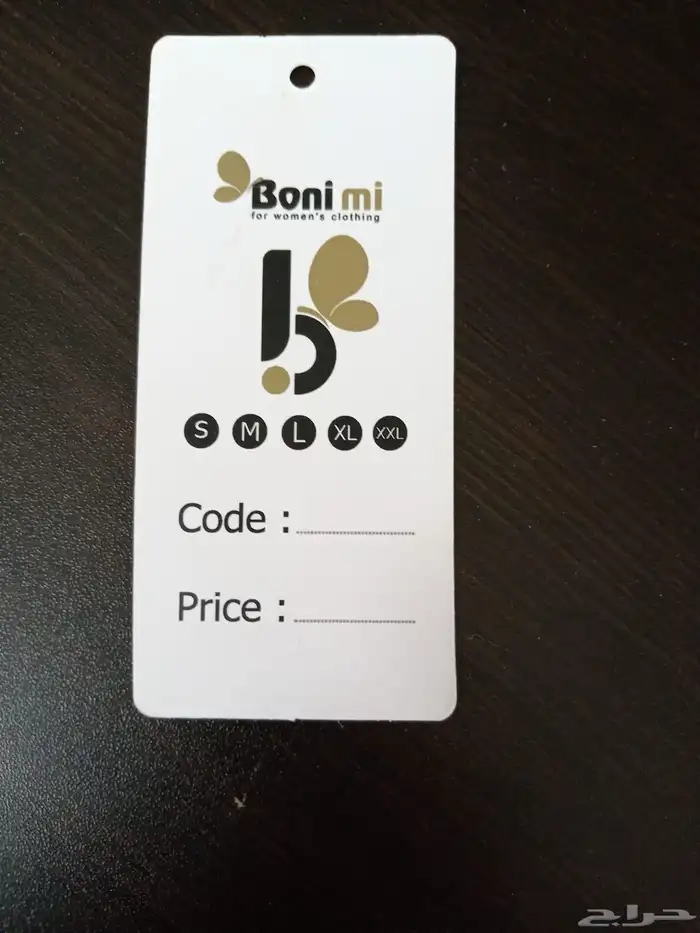 Boni mi
for women's clothing
b
S M L XL XXL
Code :
Price :
حراج